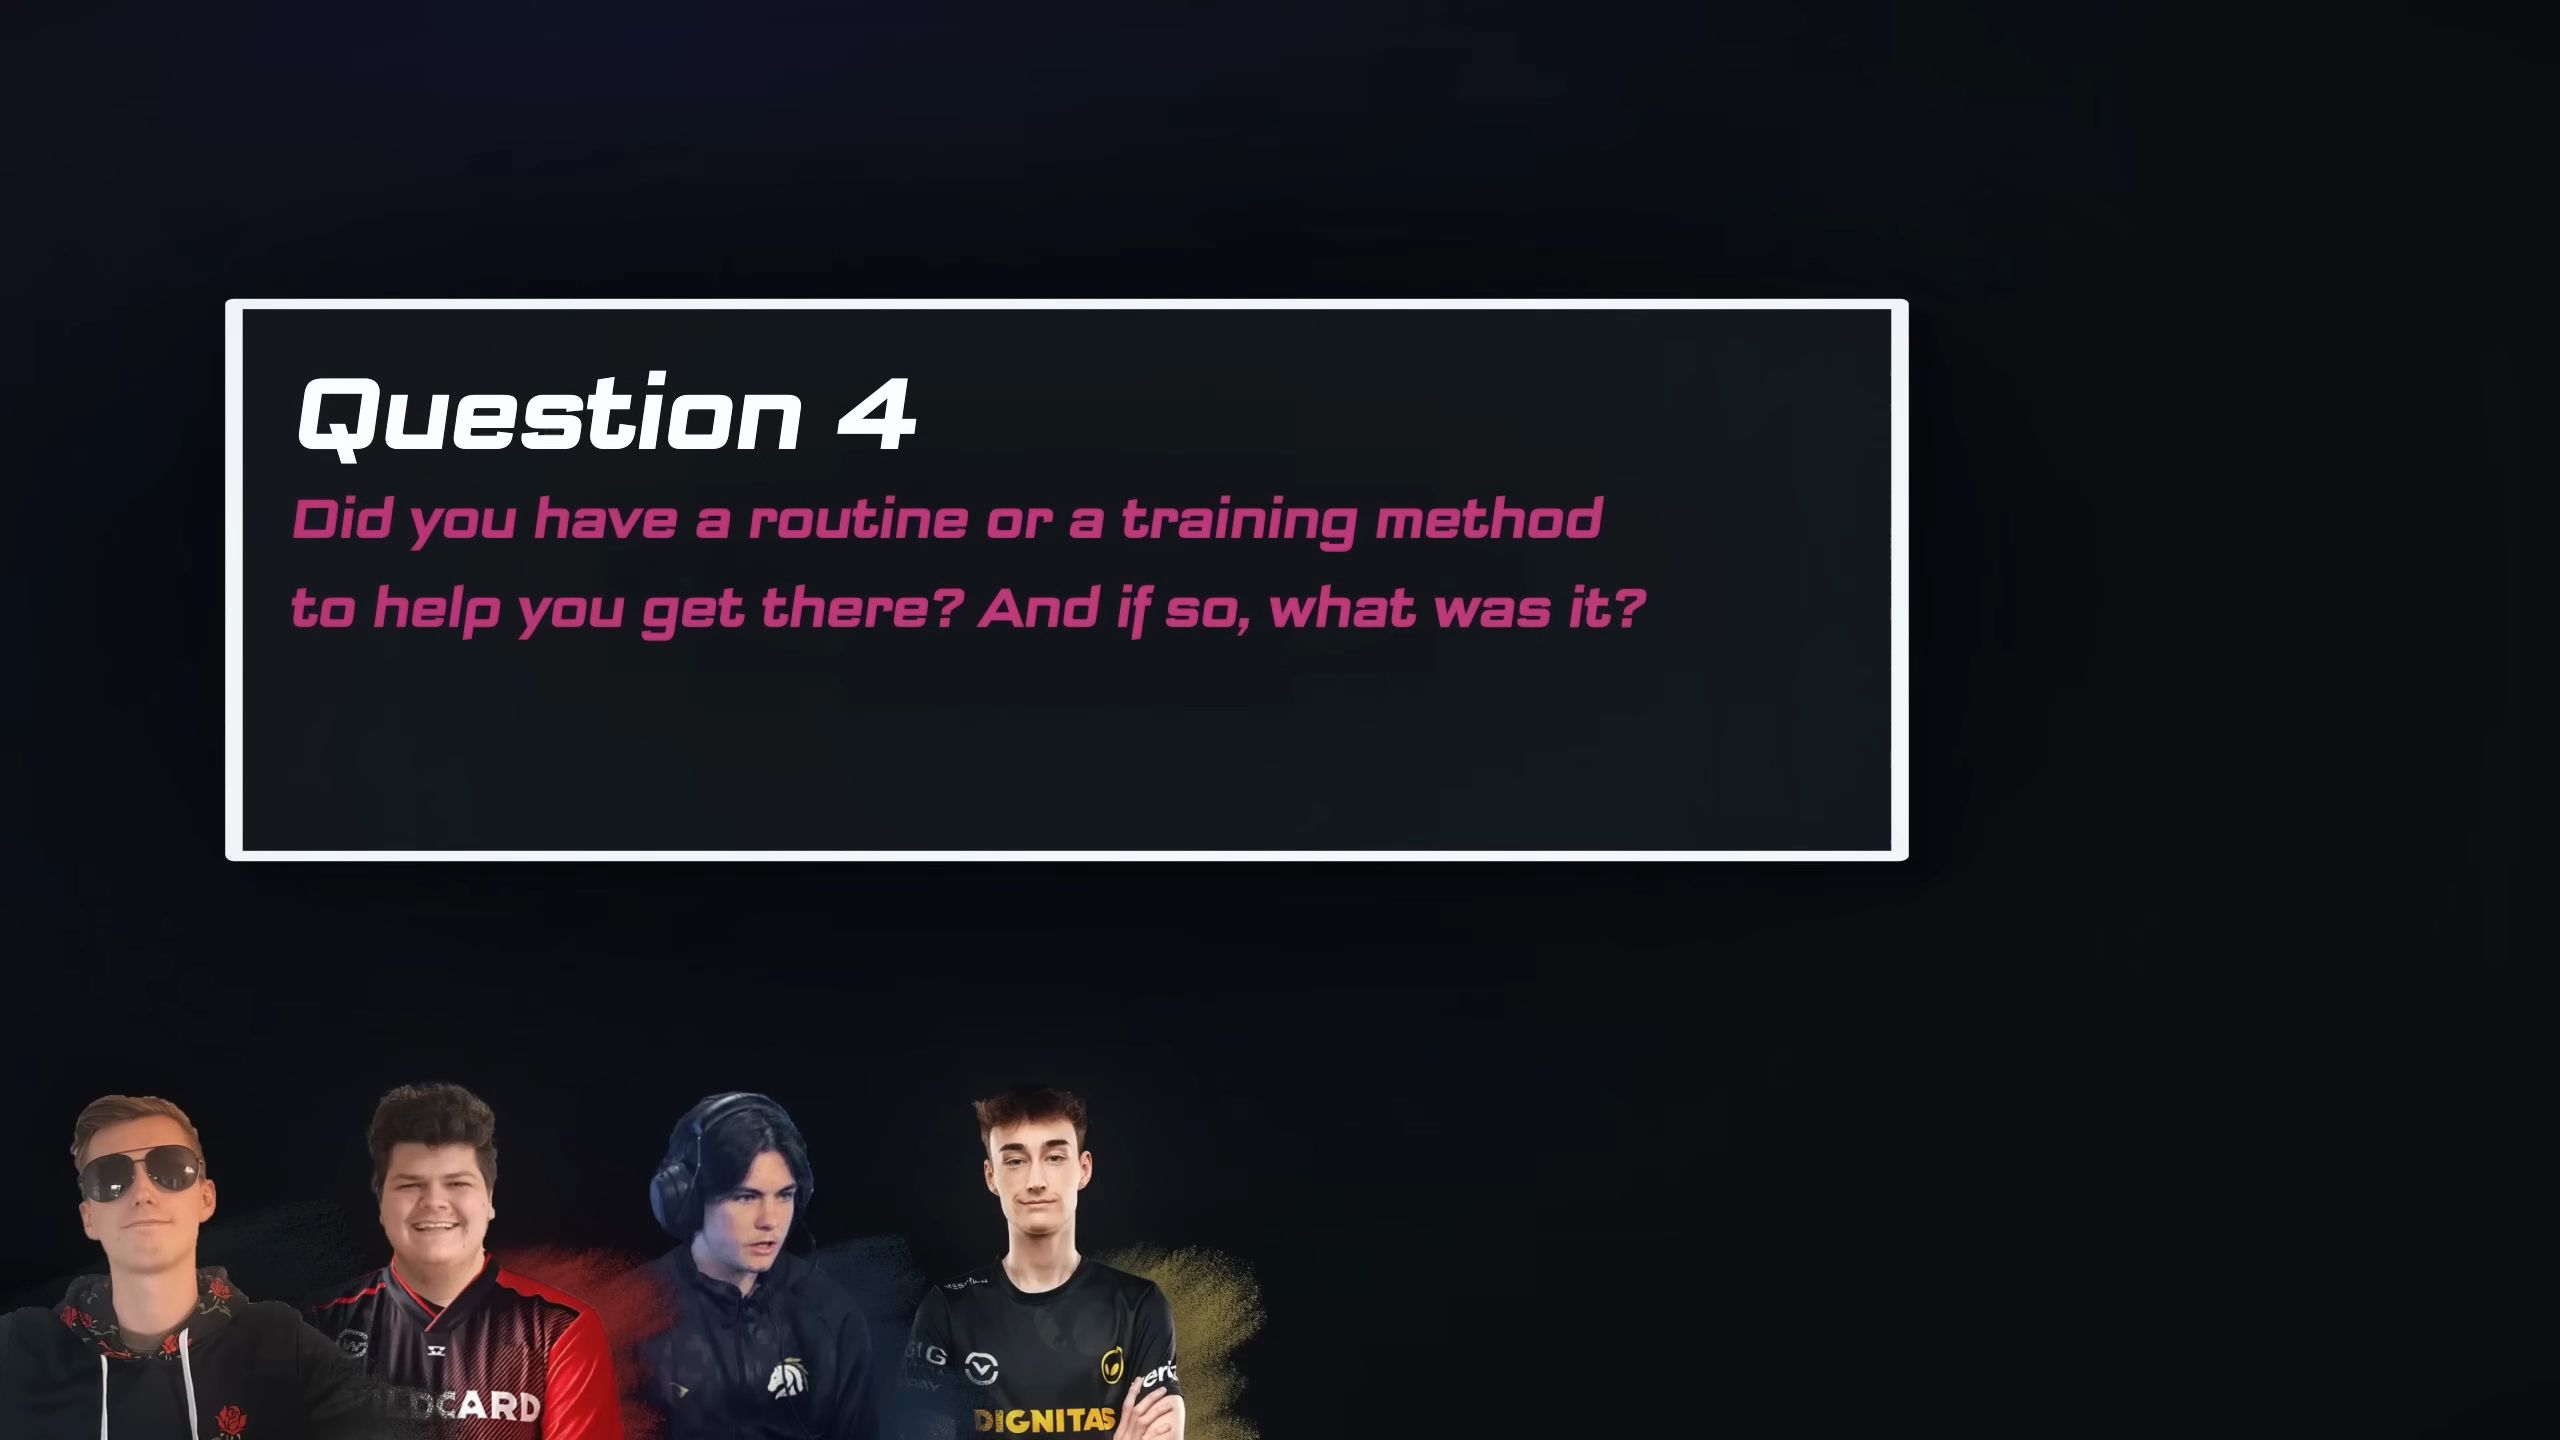 Question 4
Did you have a routine or a training method
to help you get there? And if so, what was it?
WILDCARD
DIGNITAS